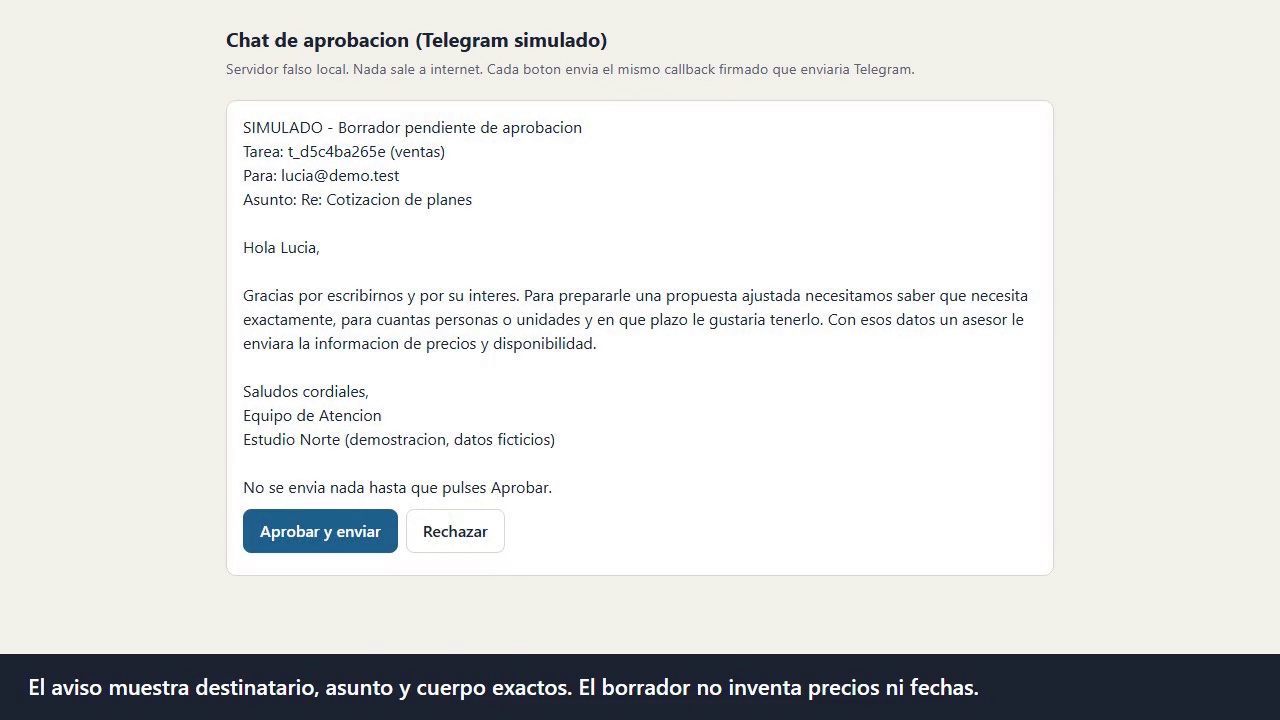 Chat de aprobacion (Telegram simulado)
Servidor falso local. Nada sale a internet. Cada boton envia el mismo callback firmado que enviaria Telegram.
SIMULADO - Borrador pendiente de aprobacion
Tarea: t_d5c4ba265e (ventas)
Para: lucia@demo.test
Asunto: Re: Cotizacion de planes
Hola Lucia,
Gracias por escribirnos y por su interes. Para prepararle una propuesta ajustada necesitamos saber que necesita
exactamente, para cuantas personas o unidades y en que plazo le gustaria tenerlo. Con esos datos un asesor le
enviara la informacion de precios y disponibilidad.
Saludos cordiales,
Equipo de Atencion
Estudio Norte (demostracion, datos ficticios)
No se envia nada hasta que pulses Aprobar.
Aprobar y enviar
Rechazar
El aviso muestra destinatario, asunto y cuerpo exactos. El borrador no inventa precios ni fechas.